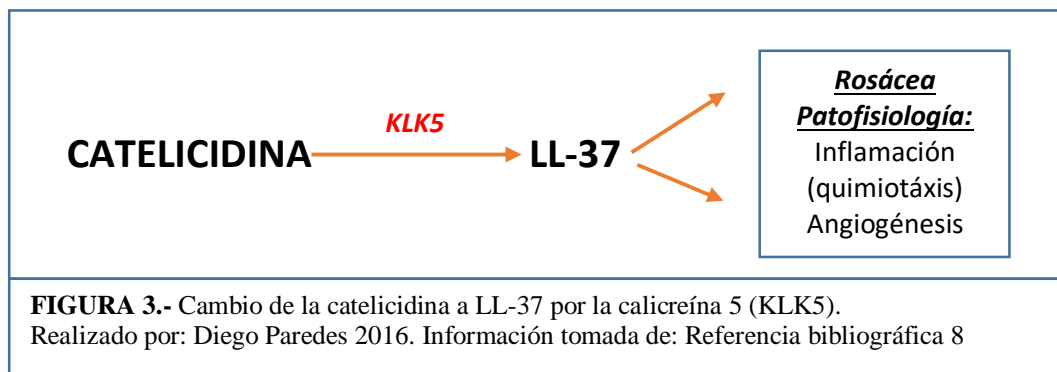 KLK5
CATELICIDINA
LL-37
Rosácea
Patofisiología:
Inflamación
(quimiotáxis)
Angiogénesis
FIGURA 3.- Cambio de la catelicidina a LL-37 por la calicreína 5 (KLK5).
Realizado por: Diego Paredes 2016. Información tomada de: Referencia bibliográfica 8